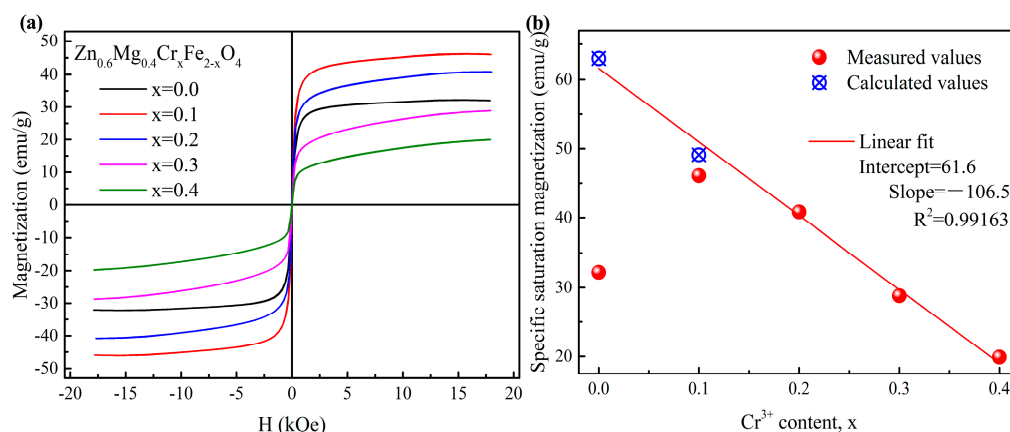 (a)
Zn0.6Mg0.4CrxFe2-xO4
x=0.0
x=0.1
x=0.2
x=0.3
x=0.4
Magnetization (emu/g)
50
40
30
20
10
0
-10
-20
-30
-40
-50
-20
-15
-10
-5
0
5
10
15
20
H (kOe)
(b)
Measured values
Calculated values
Linear fit
Intercept=61.6
Slope=—106.5
R²=0.99163
Specific saturation magnetization (emu/g)
60
50
40
30
20
0.0
0.1
0.2
0.3
0.4
Cr³⁺ content, x